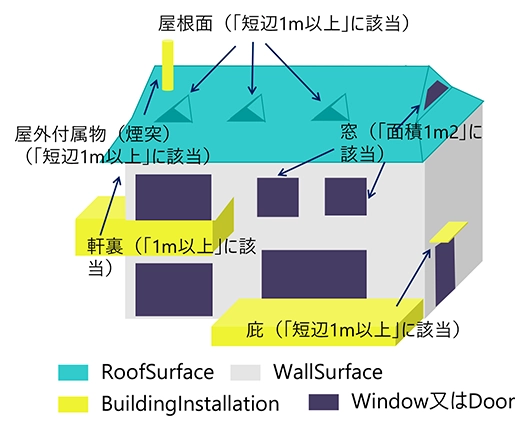 屋根面（「短辺1m以上」に該当）
屋外付属物（煙突）
（「短辺1m以上」に該当）
窓（「面積1m2」に
該当）
軒裏（「1m以上」に該
当）
庇（「短辺1m以上」に該当）
RoofSurface
WallSurface
BuildingInstallation
Window又はDoor